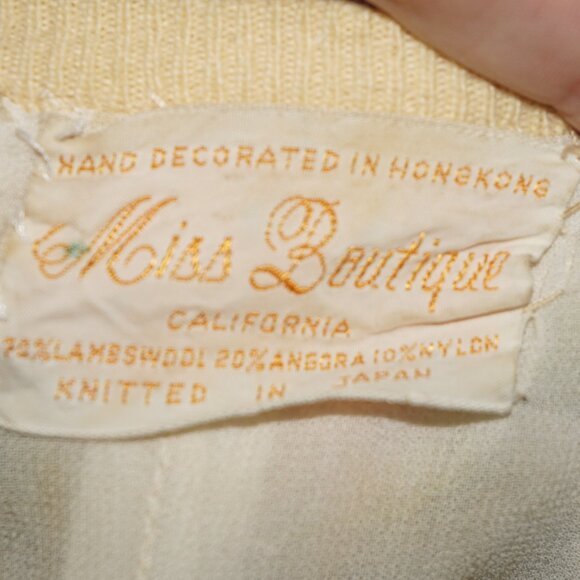 HAND DECORATED IN HONGKONG
Miss Boutique
CALIFORNIA
70%LAMBSWOOL 20%ANGORA 10%NYLON
KNITTED IN JAPAN